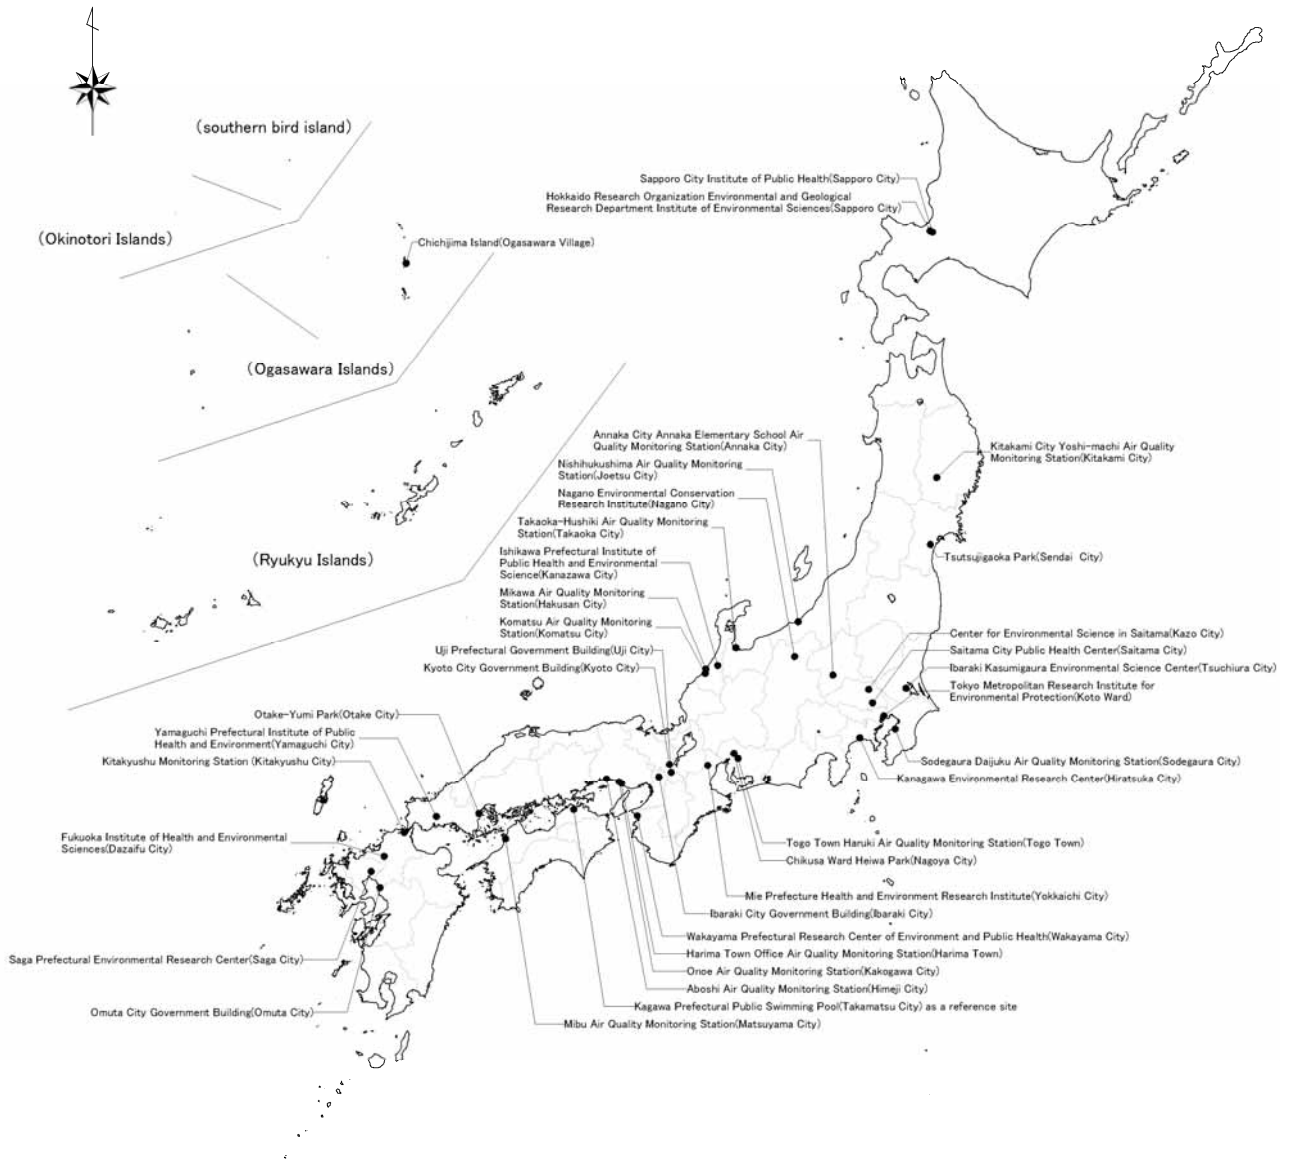 (southern bird island)
Sapporo City Institute of Public Health(Sapporo City)
Hokkaido Research Organization Environmental and Geological
Research Department Institute of Environmental Sciences(Sapporo City)
(Okinotori Islands)
Chichijima Island(Ogasawara Village)
(Ogasawara Islands)
Annaka City Annaka Elementary School Air
Quality Monitoring Station(Annaka City)
Kitakami City Yoshi-machi Air Quality
Monitoring Station(Kitakami City)
Nishihukushima Air Quality Monitoring
Station(Joetsu City)
Nagano Environmental Conservation
Research Institute(Nagano City)
Takaoka-Hushiki Air Quality Monitoring
Station(Takaoka City)
(Ryukyu Islands)
Ishikawa Prefectural Institute of
Public Health and Environmental
Science(Kanazawa City)
Tsutsujigaoka Park(Sendai City)
Mikawa Air Quality Monitoring
Station(Hakusan City)
Komatsu Air Quality Monitoring
Station(Komatsu City)
Uji Prefectural Government Building(Uji City)
Kyoto City Government Building(Kyoto City)
Center for Environmental Science in Saitama(Kazo City)
Saitama City Public Health Center(Saitama City)
Ibaraki Kasumigaura Environmental Science Center(Tsuchiura City)
Tokyo Metropolitan Research Institute for
Environmental Protection(Koto Ward)
Otake-Yumi Park(Otake City)
Yamaguchi Prefectural Institute of Public
Health and Environment(Yamaguchi City)
Kitakyushu Monitoring Station (Kitakyushu City)
Sodegaura Daijuku Air Quality Monitoring Station(Sodegaura City)
Kanagawa Environmental Research Center(Hiratsuka City)
Fukuoka Institute of Health and Environmental
Sciences(Dazaifu City)
Togo Town Haruki Air Quality Monitoring Station(Togo Town)
Chikusa Ward Heiwa Park(Nagoya City)
Mie Prefecture Health and Environment Research Institute(Yokkaichi City)
Ibaraki City Government Building(Ibaraki City)
Wakayama Prefectural Research Center of Environment and Public Health(Wakayama City)
Harima Town Office Air Quality Monitoring Station(Harima Town)
Saga Prefectural Environmental Research Center(Saga City)
Onoe Air Quality Monitoring Station(Kakogawa City)
Aboshi Air Quality Monitoring Station(Himeji City)
Kagawa Prefectural Public Swimming Pool(Takamatsu City) as a reference site
Omuta City Government Building(Omuta City)
Mibu Air Quality Monitoring Station(Matsuyama City)